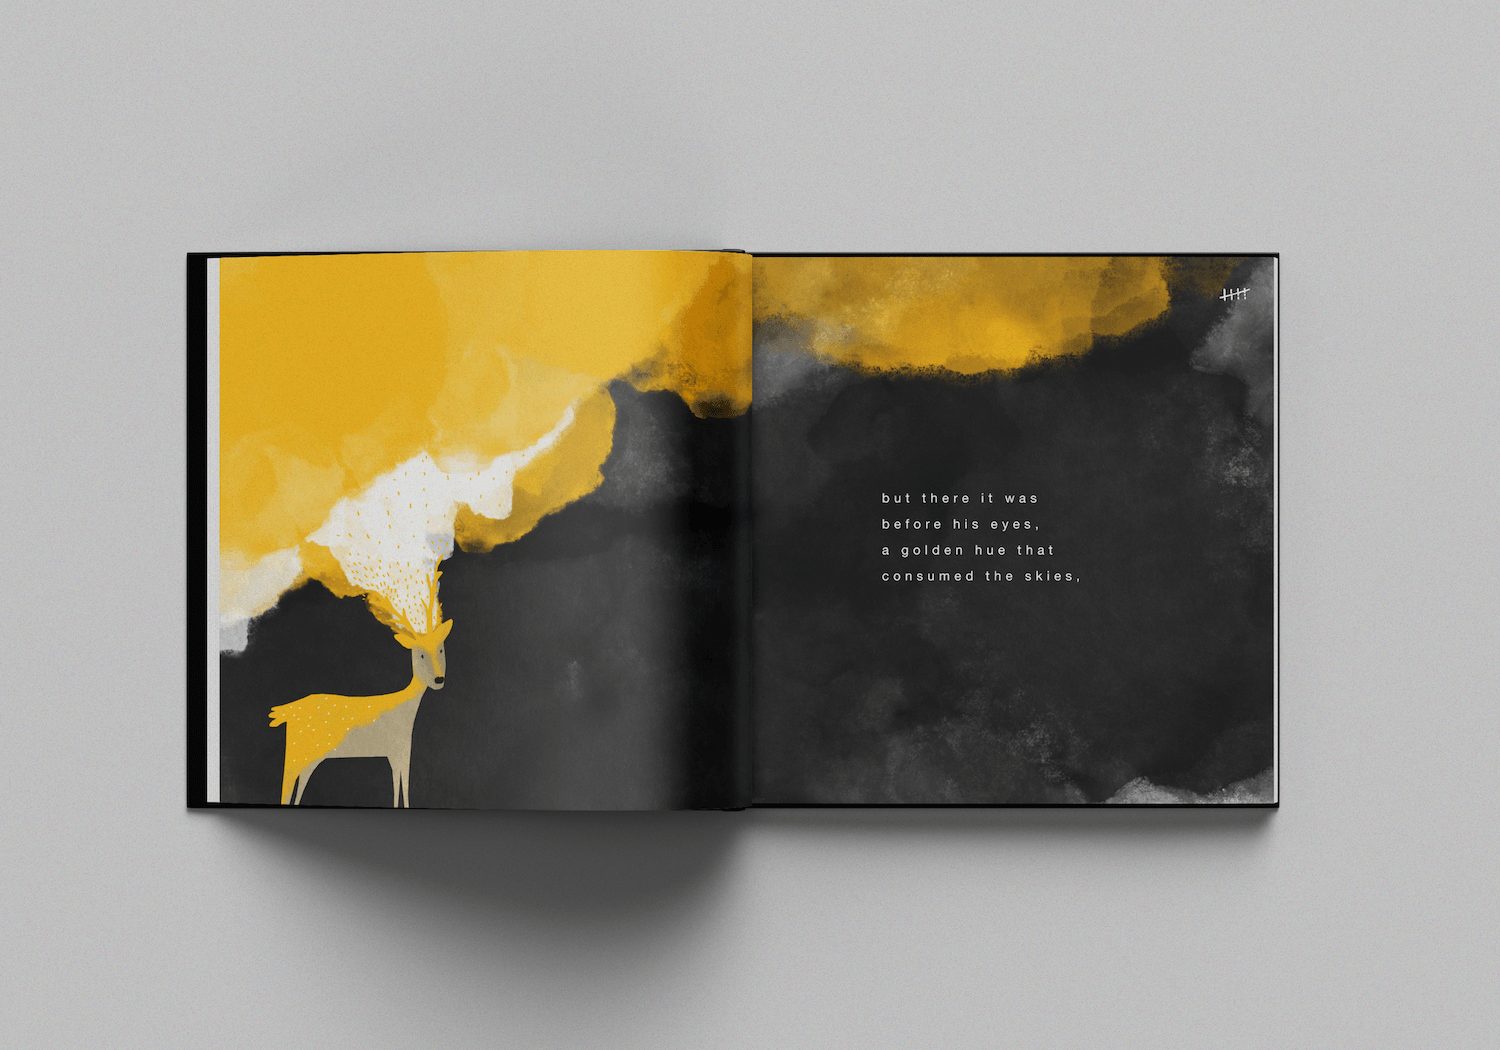 but there it was
before his eyes,
a golden hue that
consumed the skies,